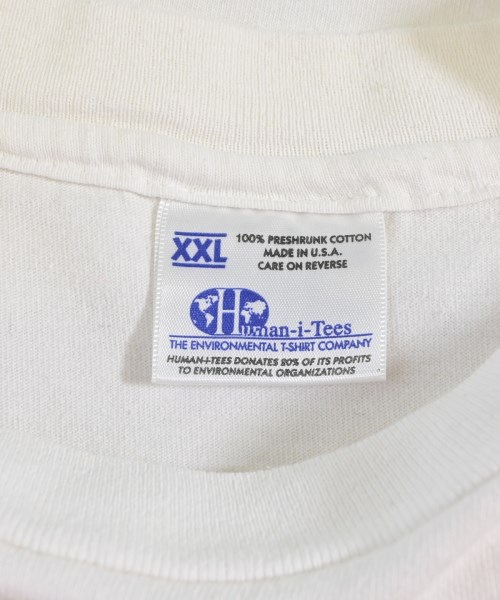 XXL
100% PRESHRUNK COTTON
MADE IN U.S.A.
CARE ON REVERSE
Human-i-Tees
THE ENVIRONMENTAL T-SHIRT COMPANY
HUMAN-I-TEES DONATES 20% OF ITS PROFITS
TO ENVIRONMENTAL ORGANIZATIONS